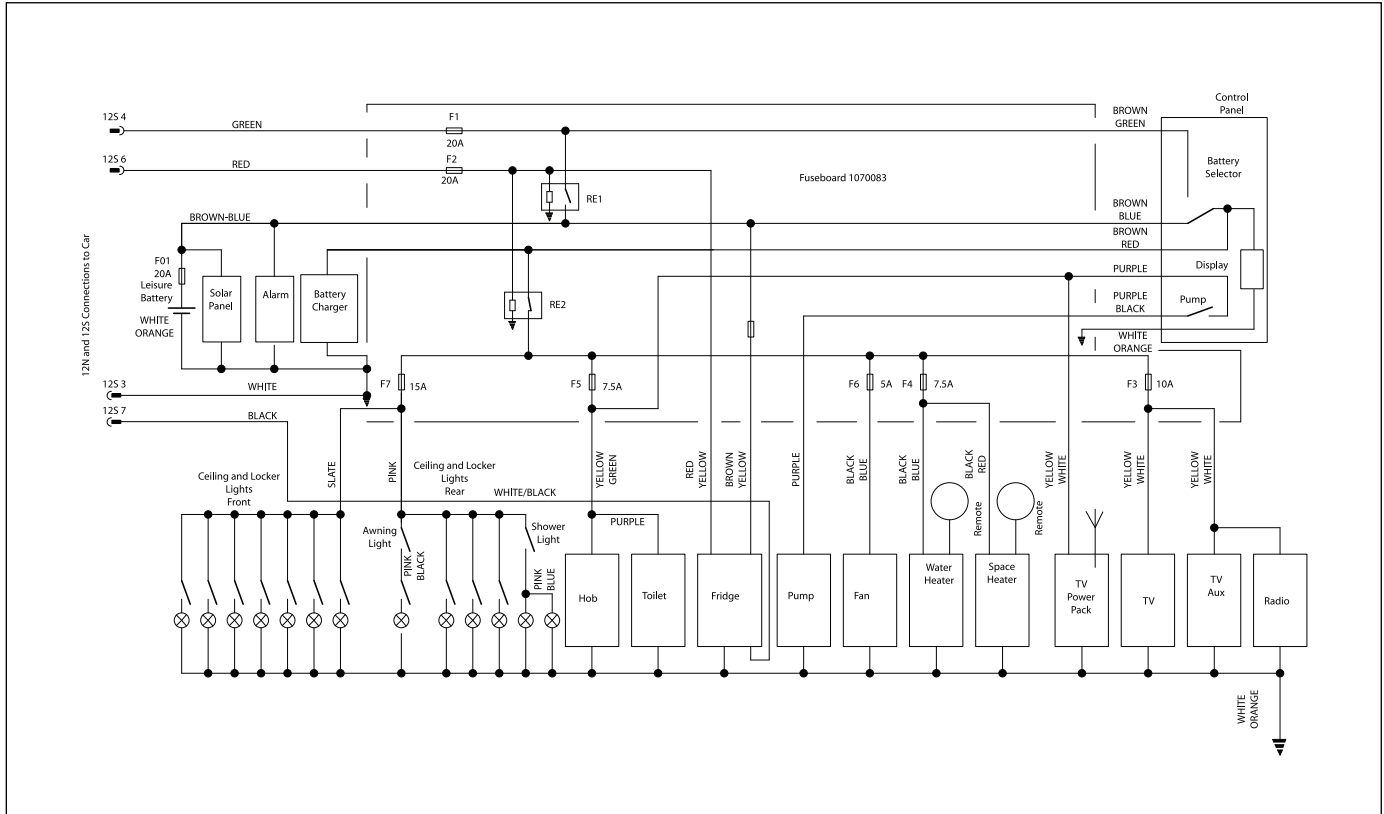 12S 4
GREEN
F1
20A
BROWN
GREEN
Control
Panel
12S 6
RED
F2
20A
Fuseboard 1070083
Battery
Selector
RE1
BROWN-BLUE
BROWN
BLUE
BROWN
RED
12N and 12S Connections to Car
F01
20A
Leisure
Battery
WHITE
ORANGE
Solar
Panel
Alarm
Battery
Charger
RE2
PURPLE
Display
PURPLE
BLACK
Pump
WHITE
ORANGE
12S 3
WHITE
12S 7
BLACK
F7
15A
F5
7.5A
F6
5A
F4
7.5A
F3
10A
SLATE
PINK
Ceiling and Locker
Lights
Front
Ceiling and Locker
Lights
Rear
WHITE/BLACK
YELLOW
GREEN
RED
YELLOW
BROWN
YELLOW
PURPLE
BLACK
BLUE
BLACK
BLUE
BLACK
RED
Remote
Remote
YELLOW
WHITE
YELLOW
WHITE
YELLOW
WHITE
Awning
Light
PINK
BLACK
Shower
Light
PINK
BLUE
PURPLE
Hob
Toilet
Fridge
Pump
Fan
Water
Heater
Space
Heater
TV
Power
Pack
TV
TV
Aux
Radio
WHITE
ORANGE